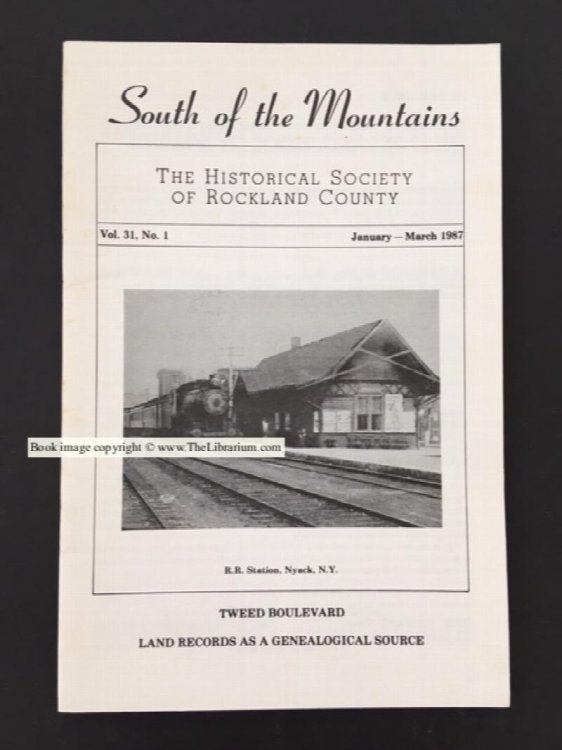 South of the Mountains
THE HISTORICAL SOCIETY
OF ROCKLAND COUNTY
Vol. 31, No. 1
January — March 1987
Book image copyright © www.TheLibrarium.com
R.R. Station, Nyack, N.Y.
TWEED BOULEVARD
LAND RECORDS AS A GENEALOGICAL SOURCE